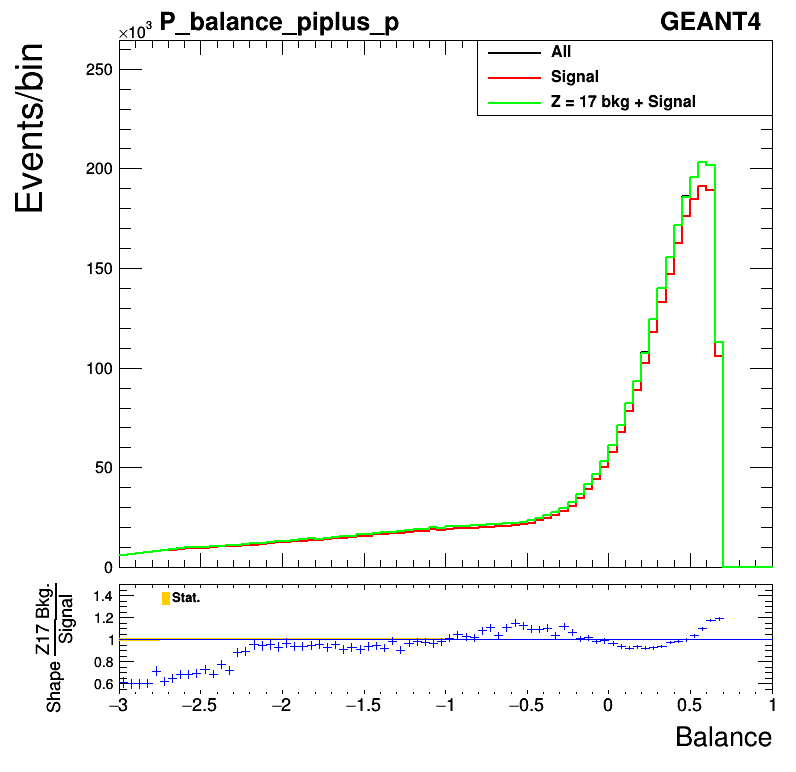 ×10³ P_balance_piplus_p GEANT4
Events/bin
All
Signal
Z = 17 bkg + Signal
250
200
150
100
50
0
Shape Z17 Bkg. / Signal
Stat.
1.4
1.2
1
0.8
0.6
−3 −2.5 −2 −1.5 −1 −0.5 0 0.5 1
Balance